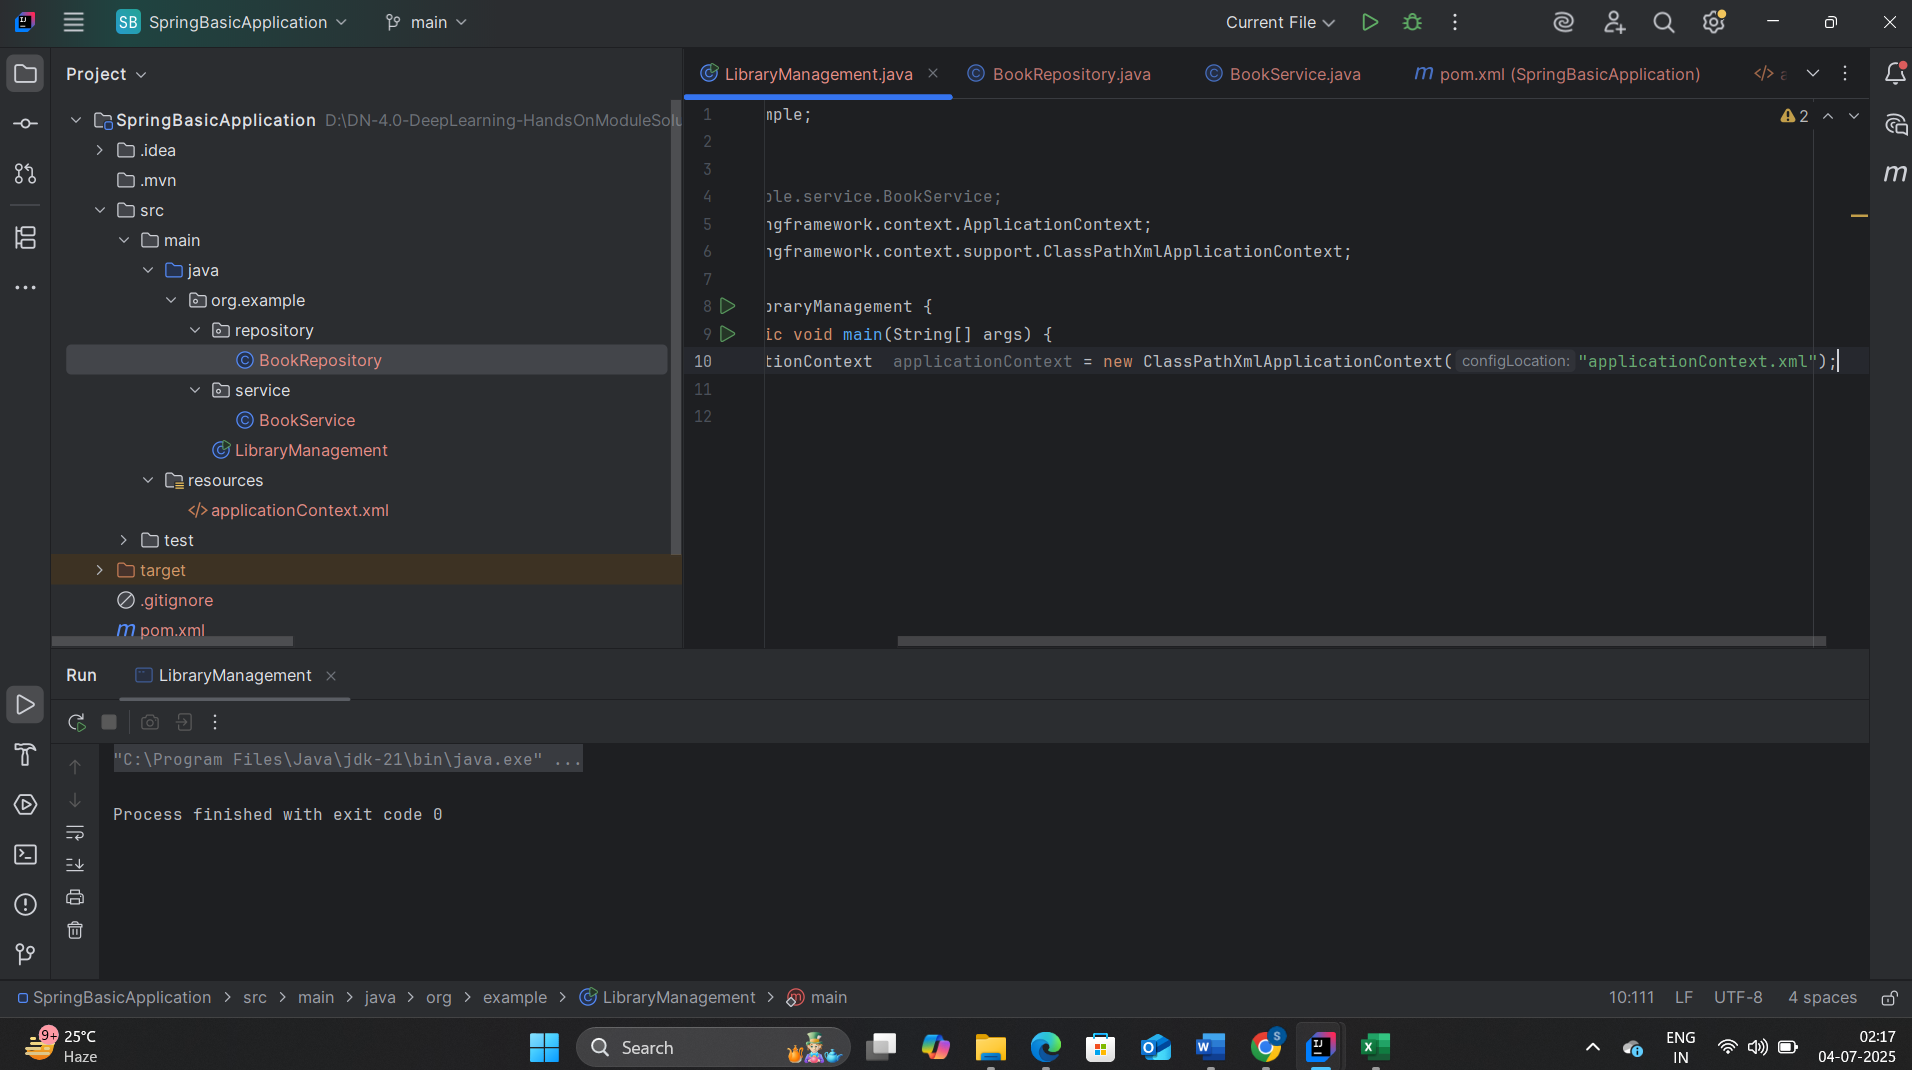 SB SpringBasicApplication main Current File
Project
LibraryManagement.java BookRepository.java BookService.java pom.xml (SpringBasicApplication) a
SpringBasicApplication D:\DN-4.0-DeepLearning-HandsOnModuleSolu
.idea
.mvn
src
main
java
org.example
repository
BookRepository
service
BookService
LibraryManagement
resources
applicationContext.xml
test
target
.gitignore
pom.xml
2
1 mple;
2
3
4 ple.service.BookService;
5 ngframework.context.ApplicationContext;
6 ngframework.context.support.ClassPathXmlApplicationContext;
7
8 braryManagement {
9 ic void main(String[] args) {
10 tionContext applicationContext = new ClassPathXmlApplicationContext( configLocation: "applicationContext.xml");
11
12
Run LibraryManagement
"C:\Program Files\Java\jdk-21\bin\java.exe" ...
Process finished with exit code 0
SpringBasicApplication > src > main > java > org > example > LibraryManagement > main 10:111 LF UTF-8 4 spaces
9+ 25°C
Haze
Search
ENG
IN
02:17
04-07-2025